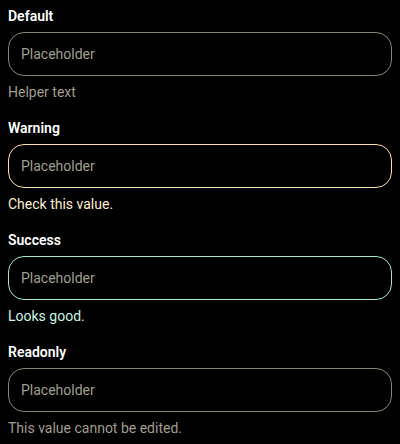 Default
Placeholder
Helper text
Warning
Placeholder
Check this value.
Success
Placeholder
Looks good.
Readonly
Placeholder
This value cannot be edited.